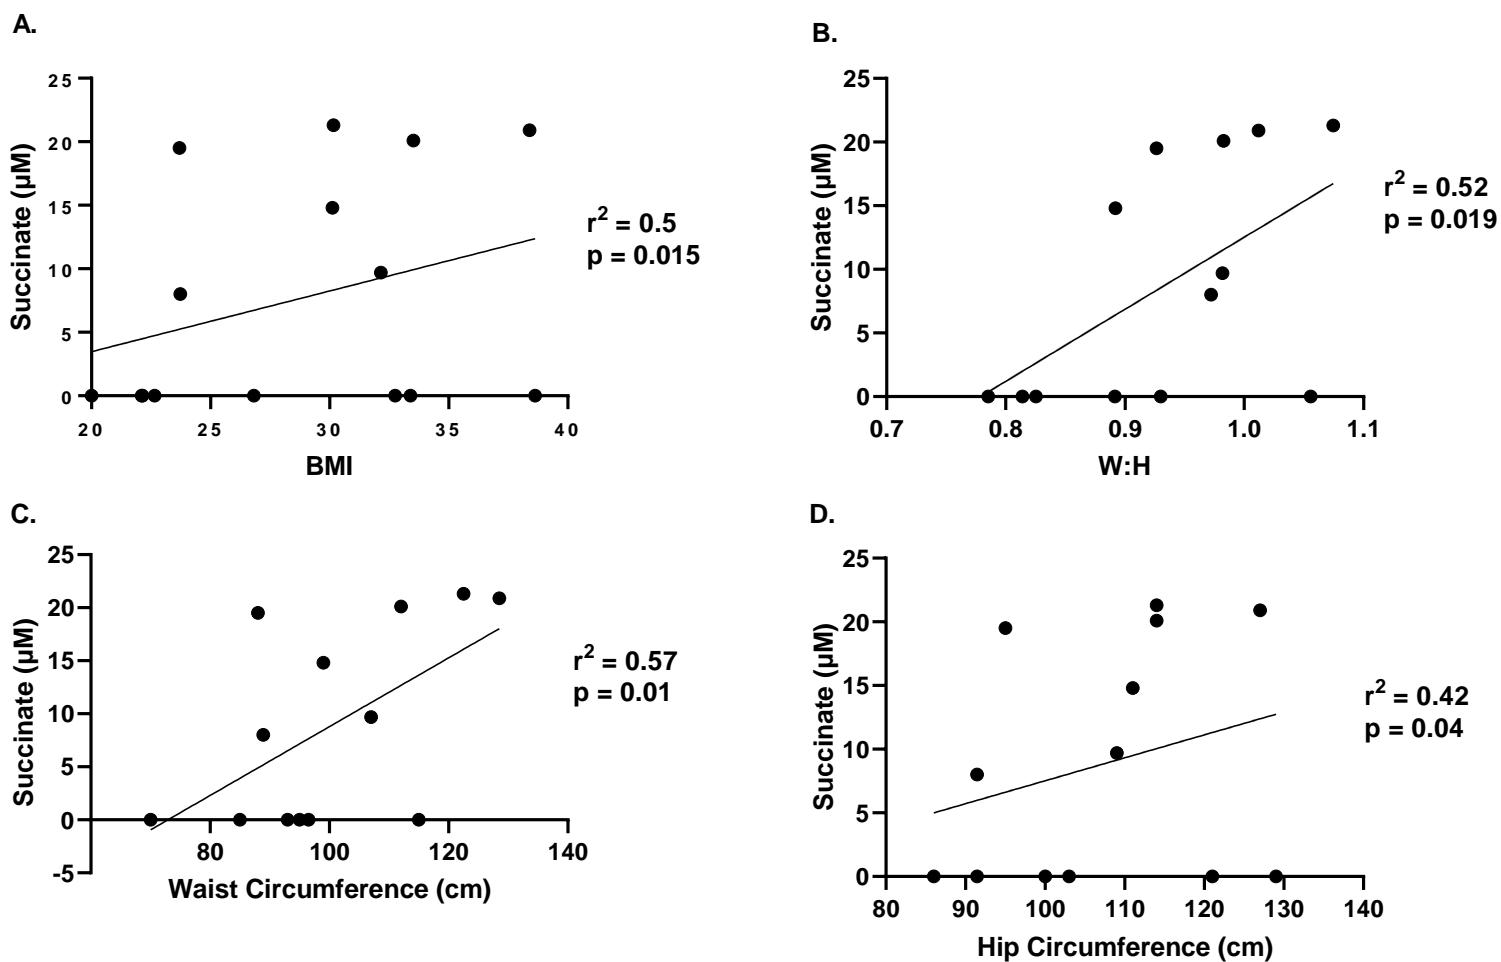 A.
25
20
15
10
5
0
Succinate (µM)
20 25 30 35 40
BMI
r² = 0.5
p = 0.015
B.
25
20
15
10
5
0
Succinate (µM)
0.7 0.8 0.9 1.0 1.1
W:H
r² = 0.52
p = 0.019
C.
25
20
15
10
5
0
-5
Succinate (µM)
80 100 120 140
Waist Circumference (cm)
r² = 0.57
p = 0.01
D.
25
20
15
10
5
0
Succinate (µM)
80 90 100 110 120 130 140
Hip Circumference (cm)
r² = 0.42
p = 0.04